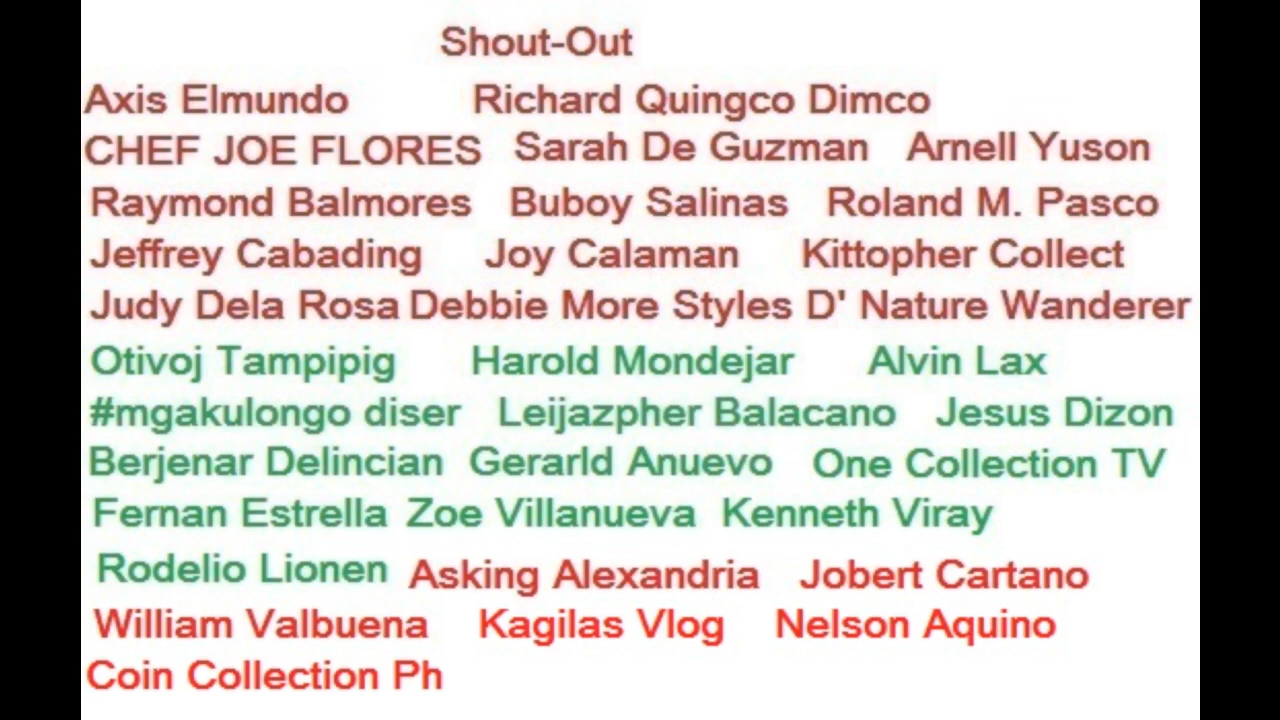 Shout-Out
Axis Elmundo Richard Quingco Dimco
CHEF JOE FLORES Sarah De Guzman Arnell Yuson
Raymond Balmores Buboy Salinas Roland M. Pasco
Jeffrey Cabading Joy Calaman Kittopher Collect
Judy Dela Rosa Debbie More Styles D' Nature Wanderer
Otivoj Tampipig Harold Mondejar Alvin Lax
#mgakulongo diser Leijazpher Balacano Jesus Dizon
Berjenar Delincian Gerarld Anuevo One Collection TV
Fernan Estrella Zoe Villanueva Kenneth Viray
Rodelio Lionen Asking Alexandria Jobert Cartano
William Valbuena Kagilas Vlog Nelson Aquino
Coin Collection Ph